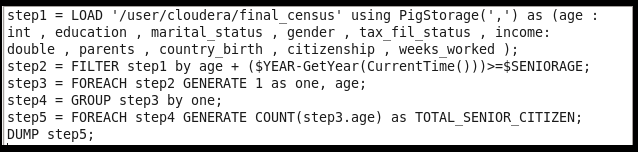 step1 = LOAD '/user/cloudera/final_census' using PigStorage(',') as (age :
int , education , marital_status , gender , tax_fil_status , income:
double , parents , country_birth , citizenship , weeks_worked );
step2 = FILTER step1 by age + ($YEAR-GetYear(CurrentTime()))>=$SENIORAGE;
step3 = FOREACH step2 GENERATE 1 as one, age;
step4 = GROUP step3 by one;
step5 = FOREACH step4 GENERATE COUNT(step3.age) as TOTAL_SENIOR_CITIZEN;
DUMP step5;